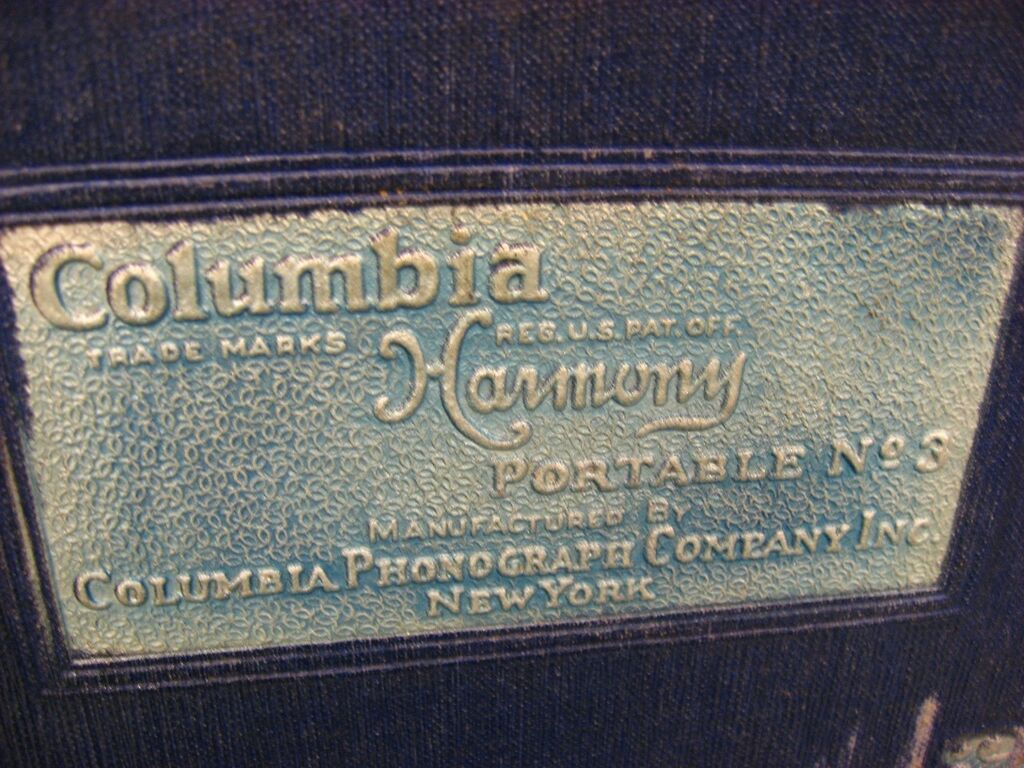 Columbia
TRADE MARKS REG. U.S. PAT. OFF.
Harmony
PORTABLE Nº 3
MANUFACTURED BY
COLUMBIA PHONOGRAPH COMPANY INC.
NEW YORK